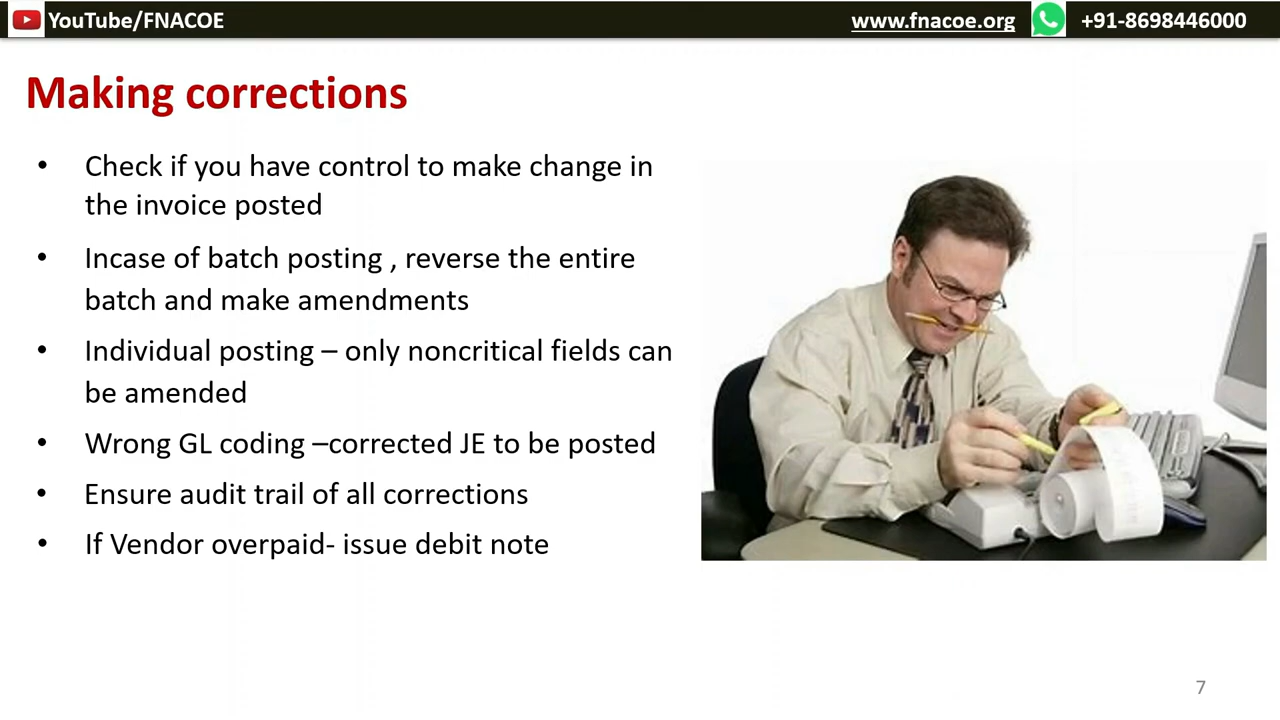 YouTube/FNACOE
www.fnacoe.org
+91-8698446000
Making corrections
• Check if you have control to make change in
the invoice posted
• Incase of batch posting , reverse the entire
batch and make amendments
• Individual posting – only noncritical fields can
be amended
• Wrong GL coding –corrected JE to be posted
• Ensure audit trail of all corrections
• If Vendor overpaid- issue debit note
7